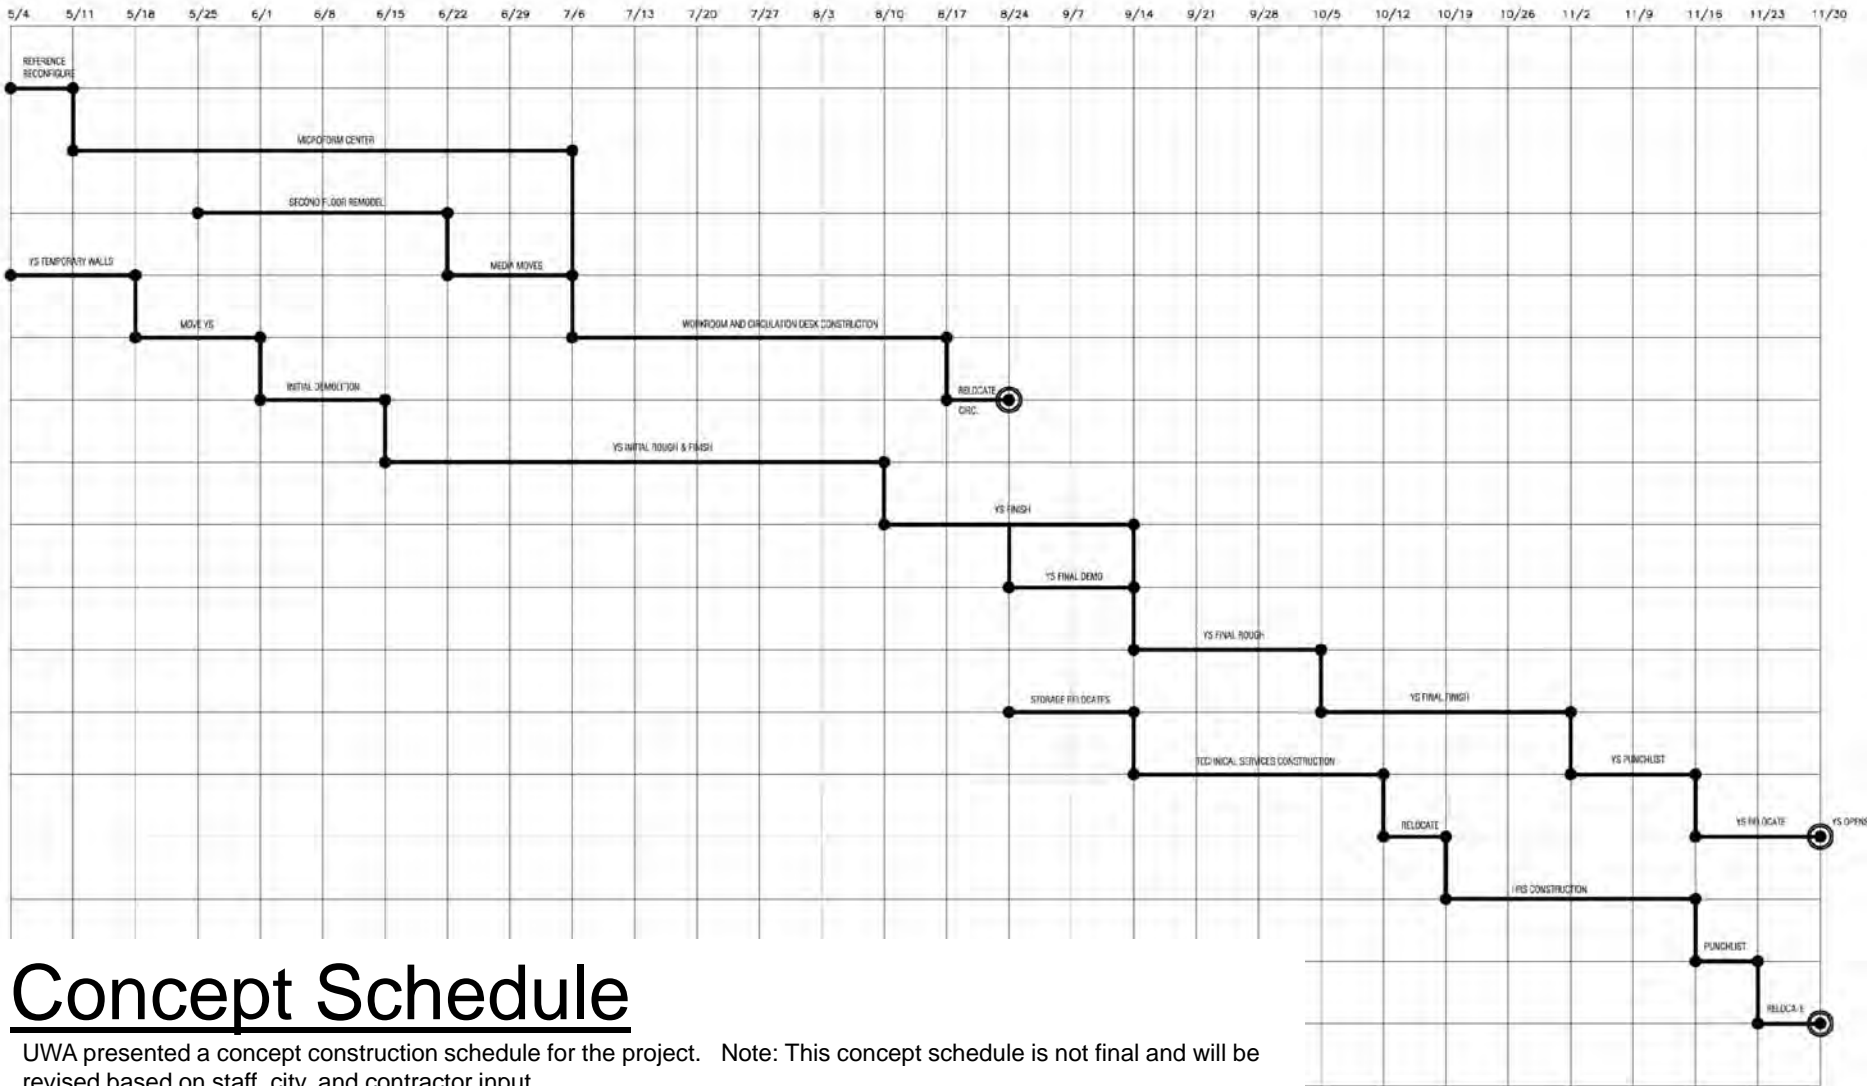 5/4 5/11 5/18 5/25 6/1 6/8 6/15 6/22 6/29 7/6 7/13 7/20 7/27 8/3 8/10 8/17 8/24 9/7 9/14 9/21 9/28 10/5 10/12 10/19 10/26 11/2 11/9 11/16 11/23 11/30
REFERENCE
RECONFIGURE
MICROFORM CENTER
SECOND FLOOR REMODEL
YS TEMPORARY WALLS
MEDIA MOVES
MOVE YS
WORKROOM AND CIRCULATION DESK CONSTRUCTION
INITIAL DEMOLITION
RELOCATE
CIRC.
YS INITIAL ROUGH & FINISH
YS FINISH
YS FINAL DEMO
YS FINAL ROUGH
STORAGE RELOCATES
YS FINAL FINISH
TECHNICAL SERVICES CONSTRUCTION
YS PUNCHLIST
RELOCATE
YS RELOCATE
YS OPENS
CONSTRUCTION
PUNCHLIST
RELOCATE
Concept Schedule
UWA presented a concept construction schedule for the project. Note: This concept schedule is not final and will be
revised based on staff, city, and contractor input